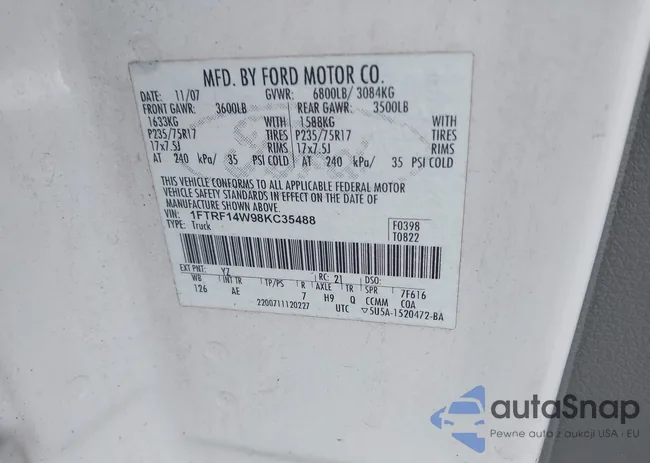 MFD. BY FORD MOTOR CO.
DATE: 11/07 GVWR: 6800LB/ 3084KG
FRONT GAWR: 3600LB REAR GAWR: 3500LB
1633KG WITH 1588KG WITH
P235/75R17 TIRES P235/75R17 TIRES
17x7.5J RIMS 17x7.5J RIMS
AT 240 kPa/ 35 PSI COLD AT 240 kPa/ 35 PSI COLD
THIS VEHICLE CONFORMS TO ALL APPLICABLE FEDERAL MOTOR
VEHICLE SAFETY STANDARDS IN EFFECT ON THE DATE OF
MANUFACTURE SHOWN ABOVE.
VIN: 1FTRF14W98KC35488 F0398
TYPE: Truck T0822
EXT PNT: YZ RC: 21 DSO:
WB INT TR TP/PS R AXLE TR SPR 7F616
126 AE 7 H9 Q CCMM COA
2200711120227 UTC ▽5U5A-1520472-BA
autoSnap
Pewne auto z aukcji USA i EU